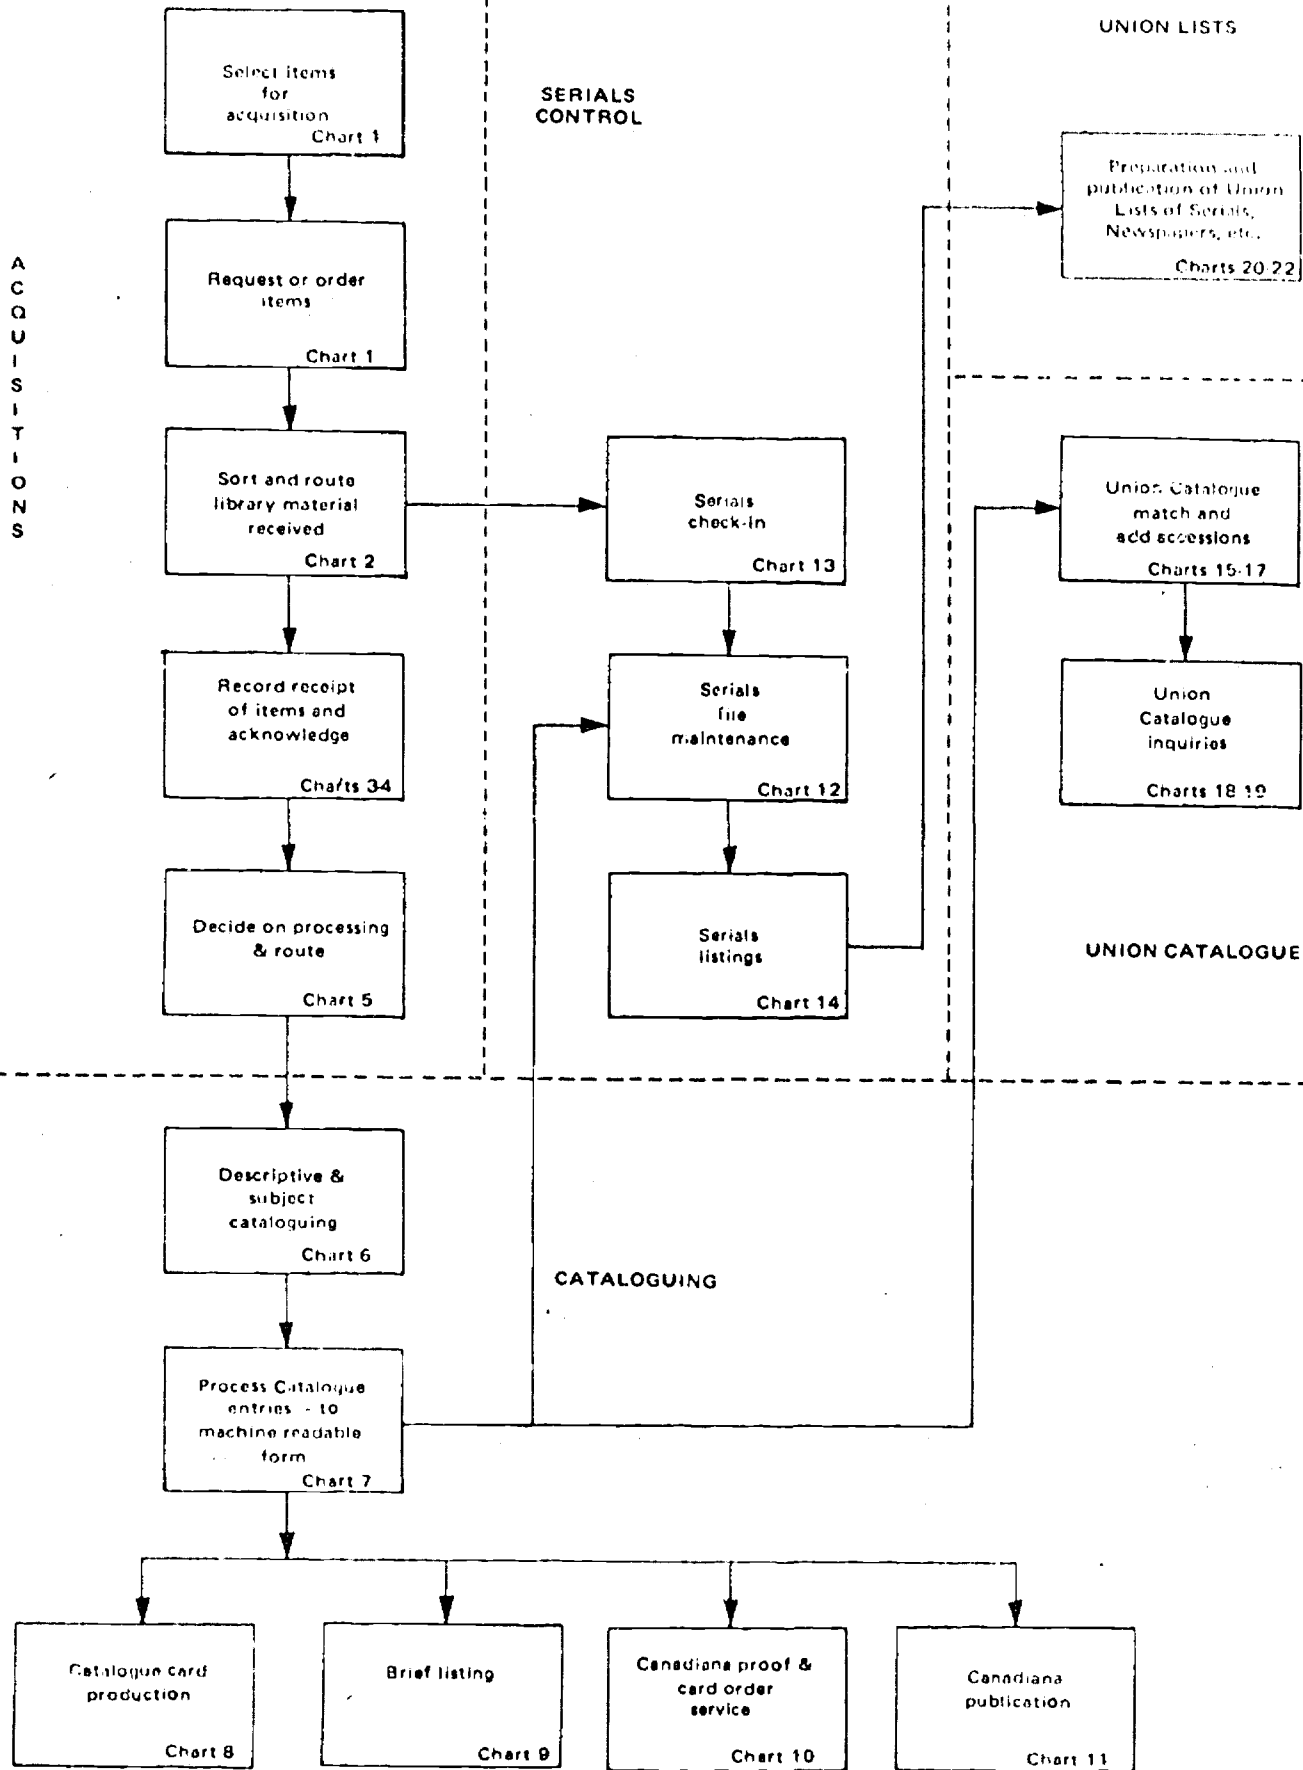 ACQUISITIONS
Select items
for
acquisition
Chart 1
Request or order
items
Chart 1
Sort and route
library material
received
Chart 2
Record receipt
of items and
acknowledge
Charts 3-4
Decide on processing
& route
Chart 5
SERIALS
CONTROL
Serials
check-in
Chart 13
Serials
file
maintenance
Chart 12
Serials
listings
Chart 14
UNION LISTS
Preparation and
publication of Union
Lists of Serials,
Newspapers, etc.
Charts 20-22
Union Catalogue
match and
add accessions
Charts 15-17
Union
Catalogue
inquiries
Charts 18-19
UNION CATALOGUE
Descriptive &
subject
cataloguing
Chart 6
CATALOGUING
Process Catalogue
entries - to
machine readable
form
Chart 7
Catalogue card
production
Chart 8
Brief listing
Chart 9
Canadiana proof &
card order
service
Chart 10
Canadiana
publication
Chart 11